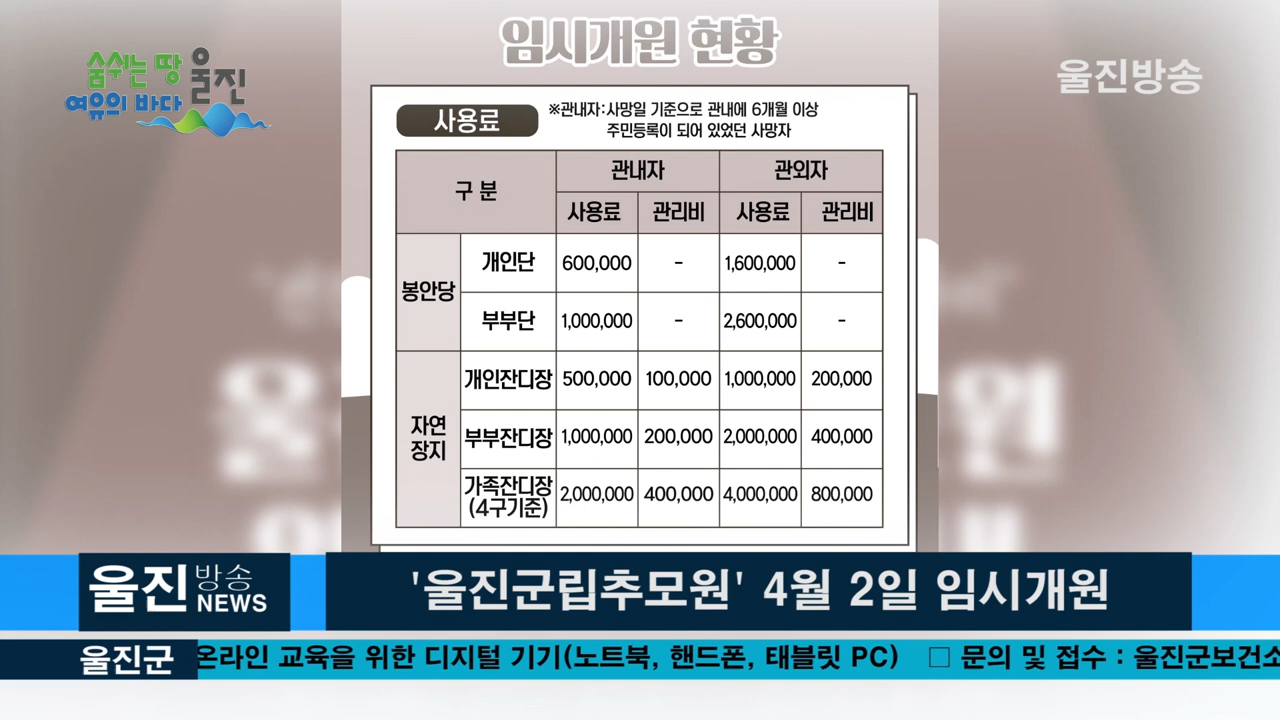 임시개원 현황
숨쉬는 땅 울진
여유의 바다
울진방송
사용료
※관내자:사망일 기준으로 관내에 6개월 이상
주민등록이 되어 있었던 사망자
구 분 관내자 관외자
사용료 관리비 사용료 관리비
봉안당 개인단 600,000 - 1,600,000 -
부부단 1,000,000 - 2,600,000 -
자연장지 개인잔디장 500,000 100,000 1,000,000 200,000
부부잔디장 1,000,000 200,000 2,000,000 400,000
가족잔디장
(4구기준) 2,000,000 400,000 4,000,000 800,000
울진 방송 NEWS
'울진군립추모원' 4월 2일 임시개원
울진군 온라인 교육을 위한 디지털 기기(노트북, 핸드폰, 태블릿 PC) □ 문의 및 접수 : 울진군보건소